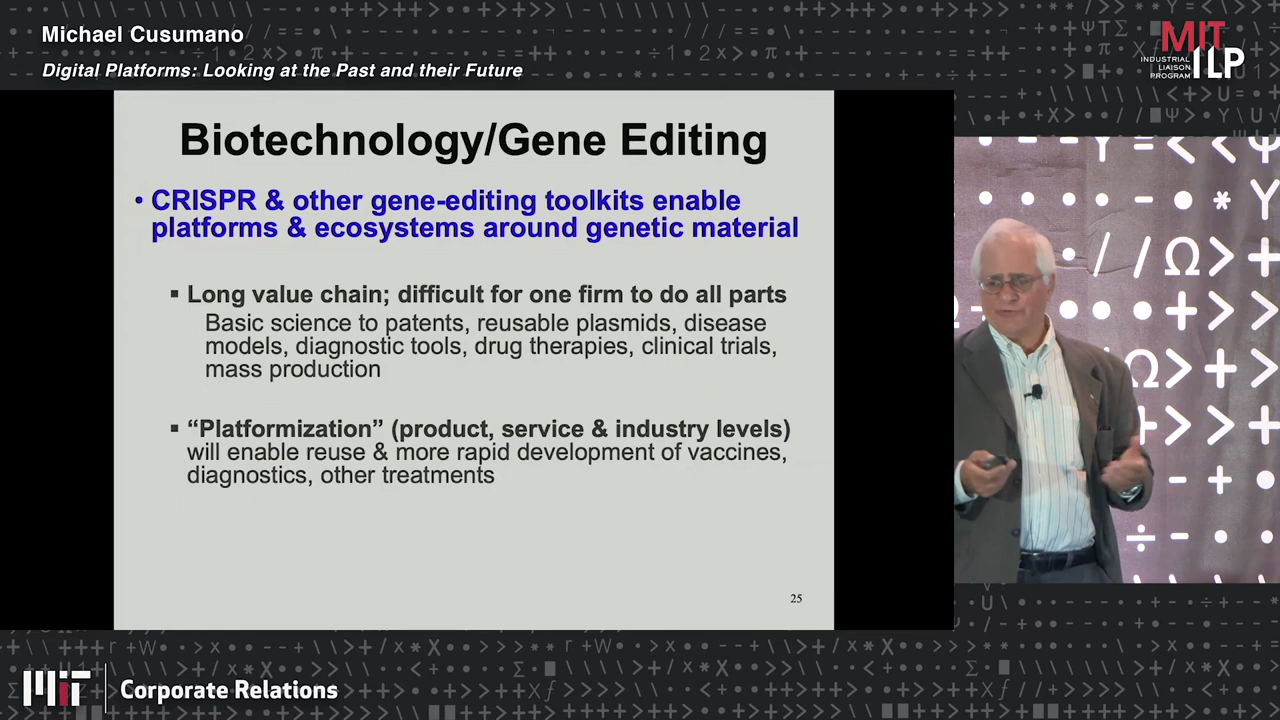 Michael Cusumano
Digital Platforms: Looking at the Past and their Future
MIT
INDUSTRIAL
LIAISON
PROGRAM
ILP
Biotechnology/Gene Editing
• CRISPR & other gene-editing toolkits enable
platforms & ecosystems around genetic material
▪ Long value chain; difficult for one firm to do all parts
Basic science to patents, reusable plasmids, disease
models, diagnostic tools, drug therapies, clinical trials,
mass production
▪ “Platformization” (product, service & industry levels)
will enable reuse & more rapid development of vaccines,
diagnostics, other treatments
25
MIT
Corporate Relations